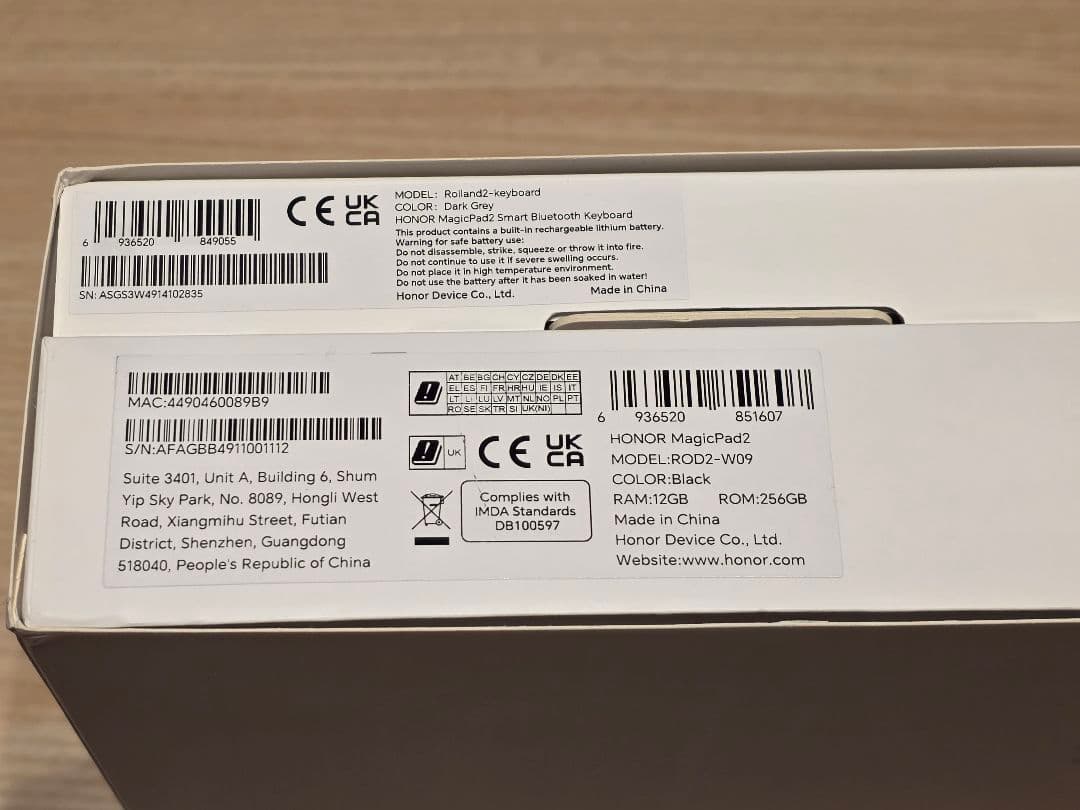 6 936520 849055
SN: ASGS3W4914102835
CE UK CA
MODEL: Rolland2-keyboard
COLOR: Dark Grey
HONOR MagicPad2 Smart Bluetooth Keyboard
This product contains a built-in rechargeable lithium battery.
Warning for safe battery use:
Do not disassemble, strike, squeeze or throw it into fire.
Do not continue to use it if severe swelling occurs.
Do not place it in high temperature environment.
Do not use the battery after it has been soaked in water!
Honor Device Co., Ltd. Made in China
MAC:4490460089B9
S/N:AFAGBB4911001112
Suite 3401, Unit A, Building 6, Shum
Yip Sky Park, No. 8089, Hongli West
Road, Xiangmihu Street, Futian
District, Shenzhen, Guangdong
518040, People's Republic of China
AT BE BG CH CY CZ DE DK EE
EL ES FI FR HR HU IE IS IT
LT LI LU LV MT NL NO PL PT
RO SE SK TR SI UK(NI)
UK
CE UK CA
Complies with
IMDA Standards
DB100597
6 936520 851607
HONOR MagicPad2
MODEL:ROD2-W09
COLOR:Black
RAM:12GB ROM:256GB
Made in China
Honor Device Co., Ltd.
Website:www.honor.com